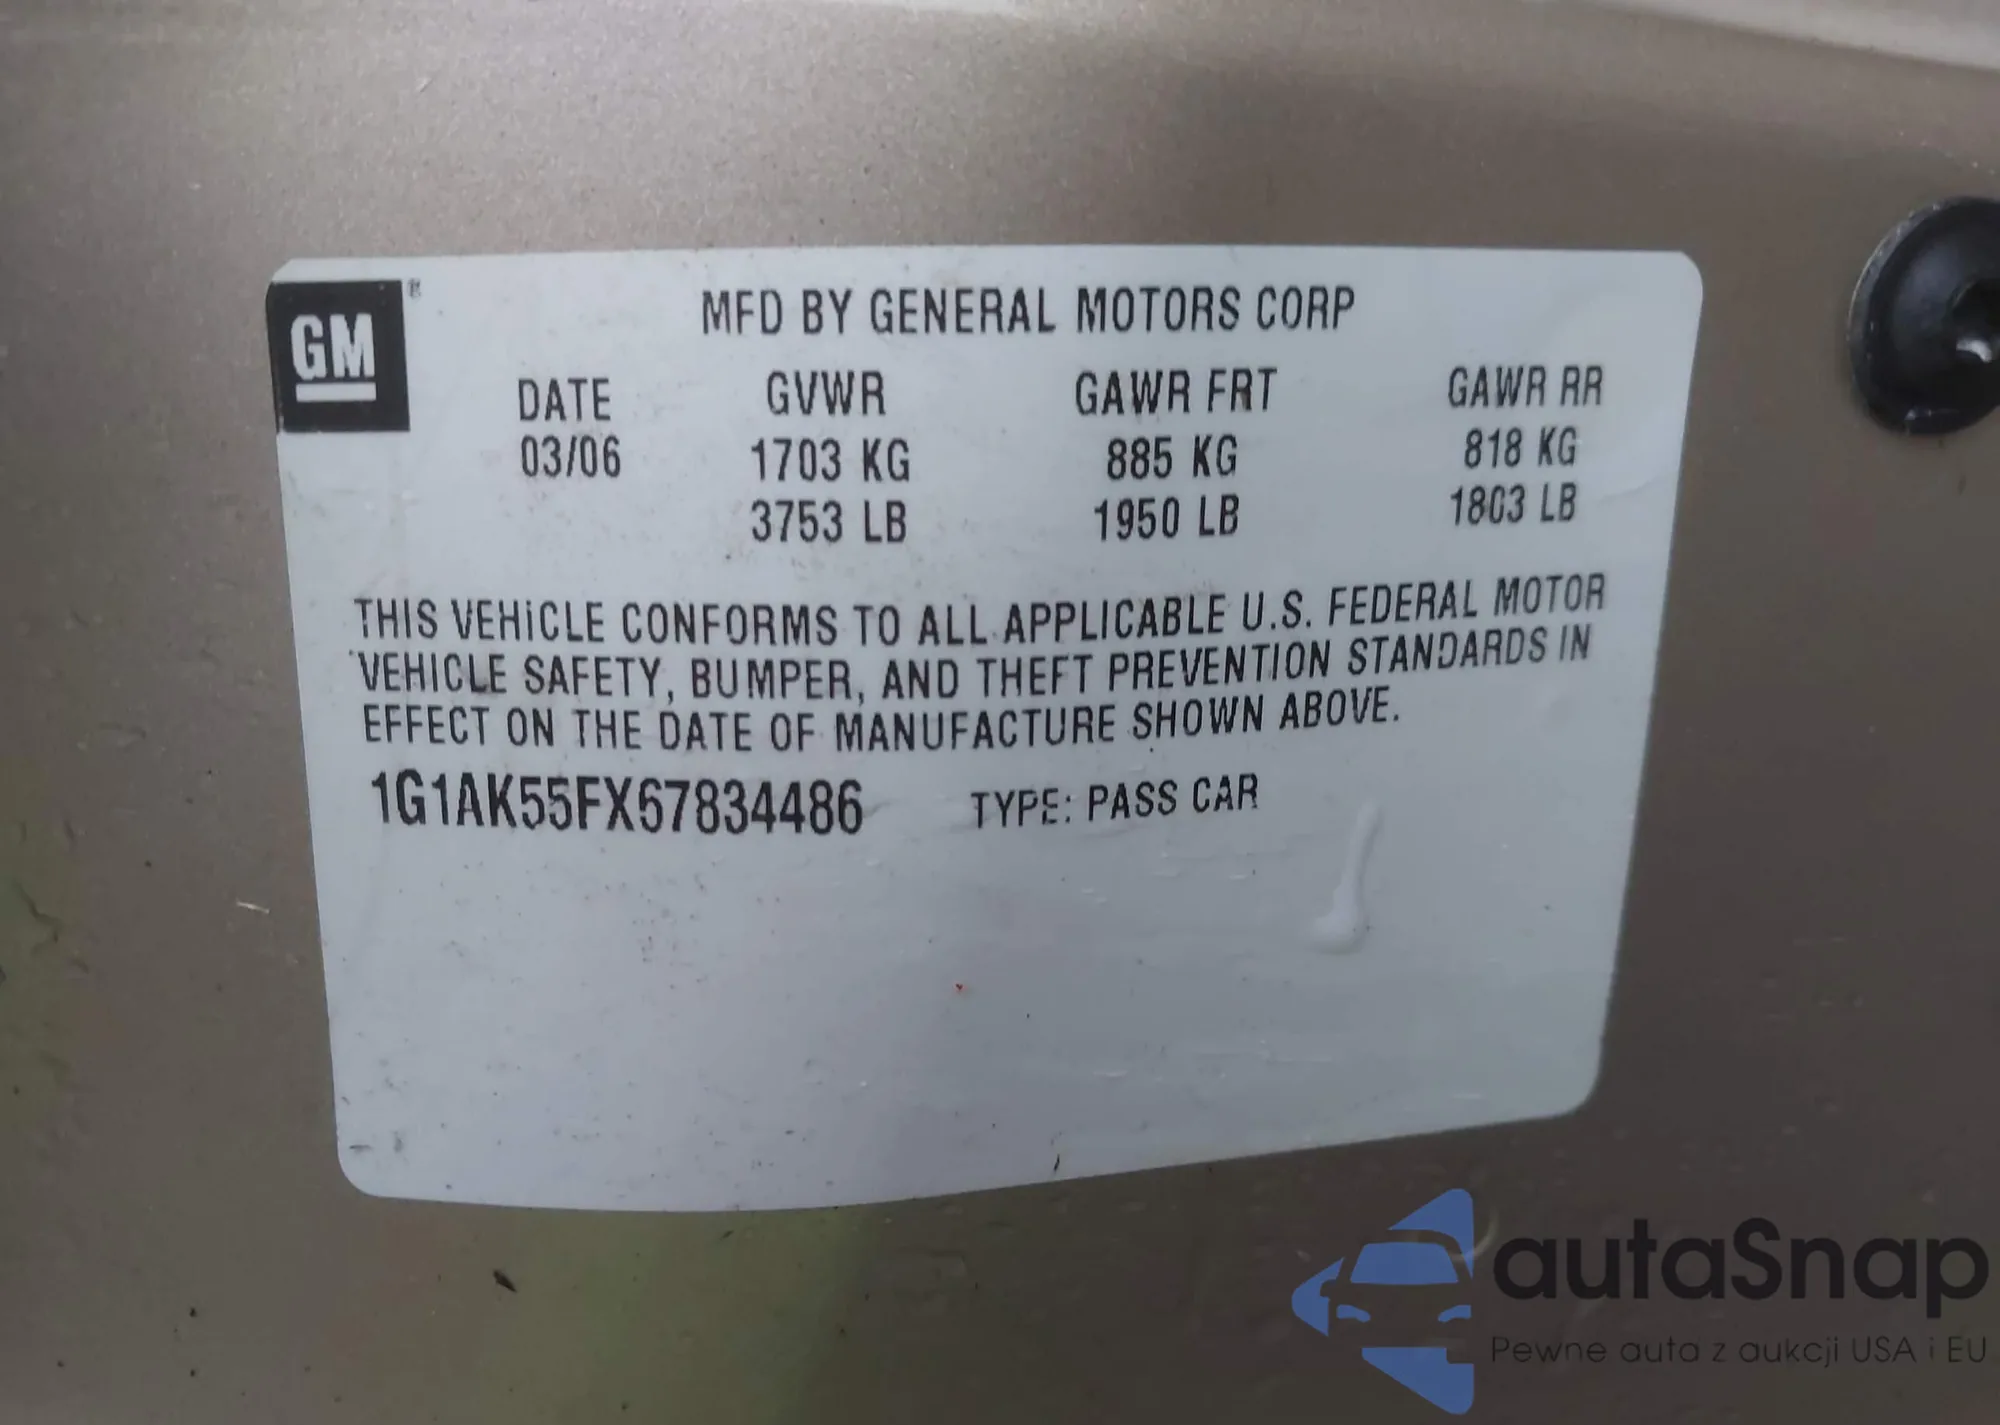 GM®
MFD BY GENERAL MOTORS CORP
DATE GVWR GAWR FRT GAWR RR
03/06 1703 KG 885 KG 818 KG
3753 LB 1950 LB 1803 LB
THIS VEHICLE CONFORMS TO ALL APPLICABLE U.S. FEDERAL MOTOR
VEHICLE SAFETY, BUMPER, AND THEFT PREVENTION STANDARDS IN
EFFECT ON THE DATE OF MANUFACTURE SHOWN ABOVE.
1G1AK55FX67834486 TYPE: PASS CAR
autaSnap
Pewne auta z aukcji USA i EU